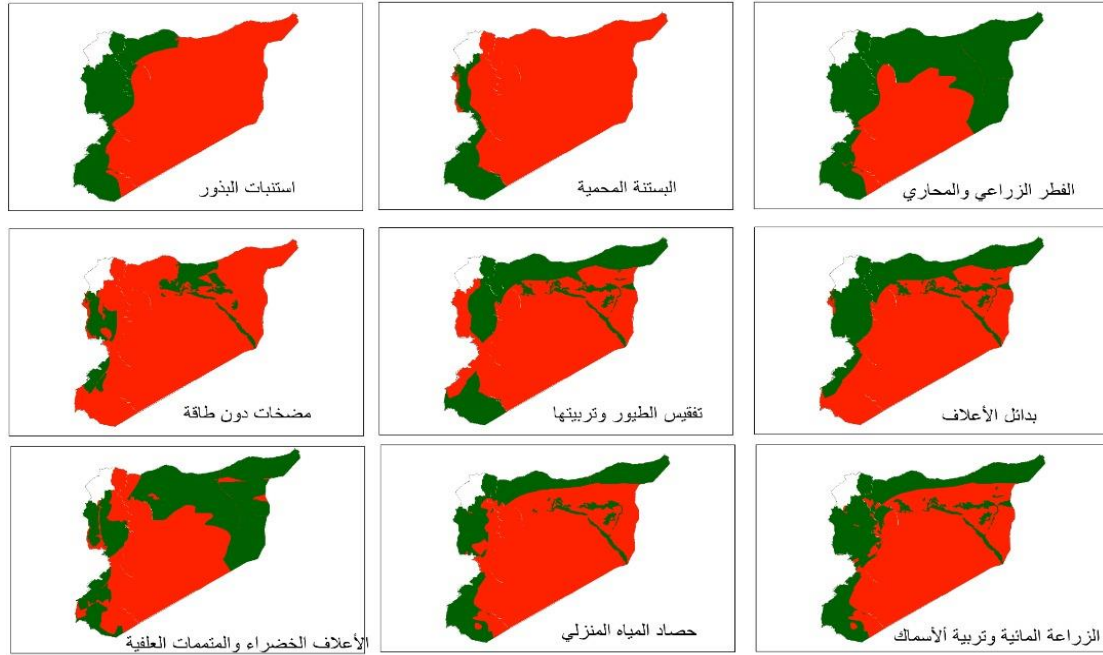 الفطر الزراعي والمحاري
البستنة المحمية
استنبات البذور
بدائل الأعلاف
تفقيس الطيور وتربيتها
مضخات دون طاقة
الزراعة المائية وتربية ألأسماك
حصاد المياه المنزلي
الأعلاف الخضراء والمتممات العلفية